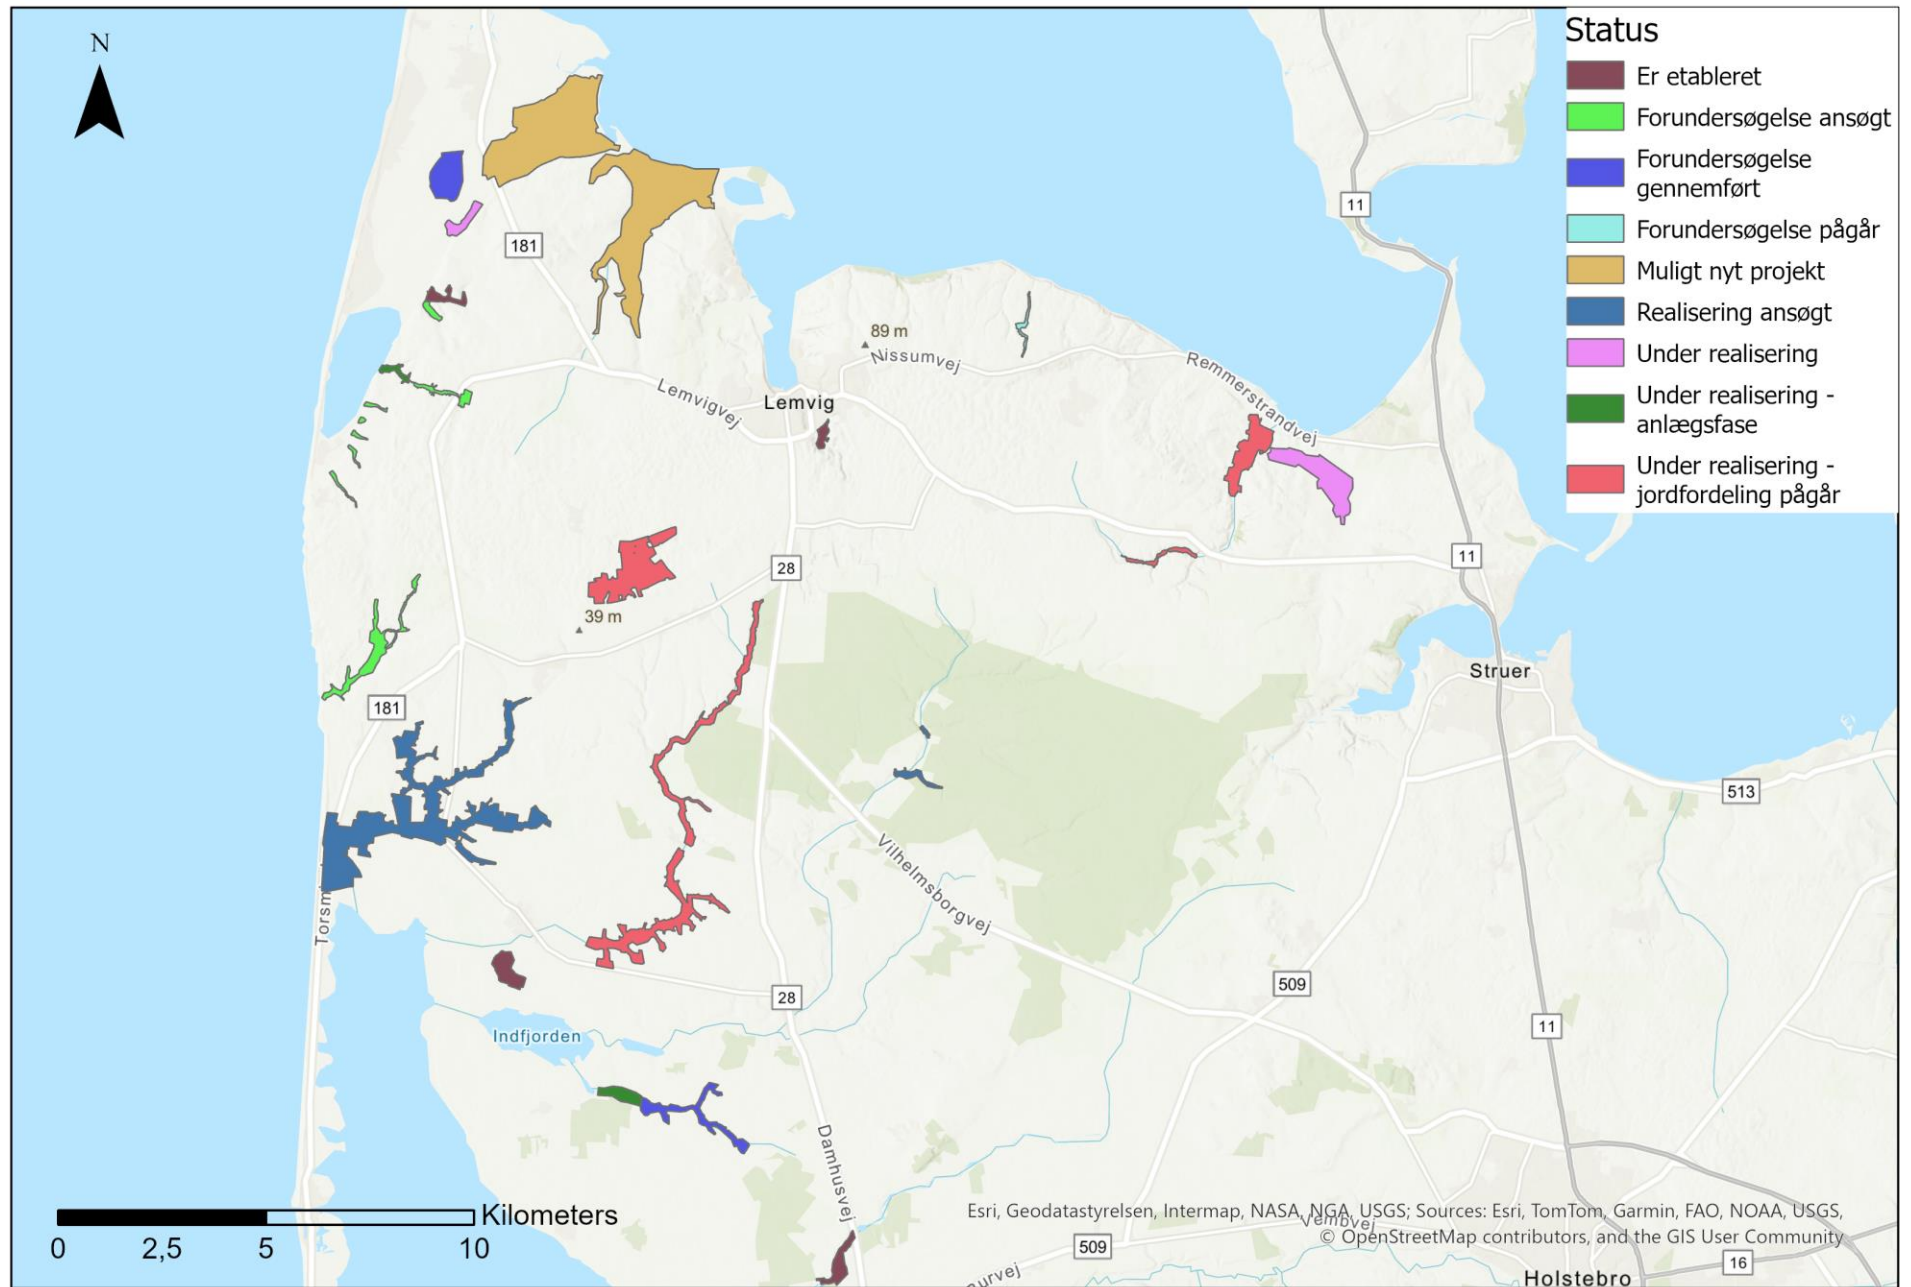 N
Status
Er etableret
Forundersøgelse ansøgt
Forundersøgelse
gennemført
Forundersøgelse pågår
Muligt nyt projekt
Realisering ansøgt
Under realisering
Under realisering -
anlægsfase
Under realisering -
jordfordeling pågår
11
181
89 m
Nissumvej
Remmerstrandvej
Lemvigvej
Lemvig
28
11
39 m
Struer
181
513
Vilhelmsborgvej
Torsm
509
28
11
Indfjorden
Damhusvej
Kilometers
0 2,5 5 10
Esri, Geodatastyrelsen, Intermap, NASA, NGA, USGS; Sources: Esri, TomTom, Garmin, FAO, NOAA, USGS,
© OpenStreetMap contributors, and the GIS User Community
Vembvej
509
16
urvej
Holstebro